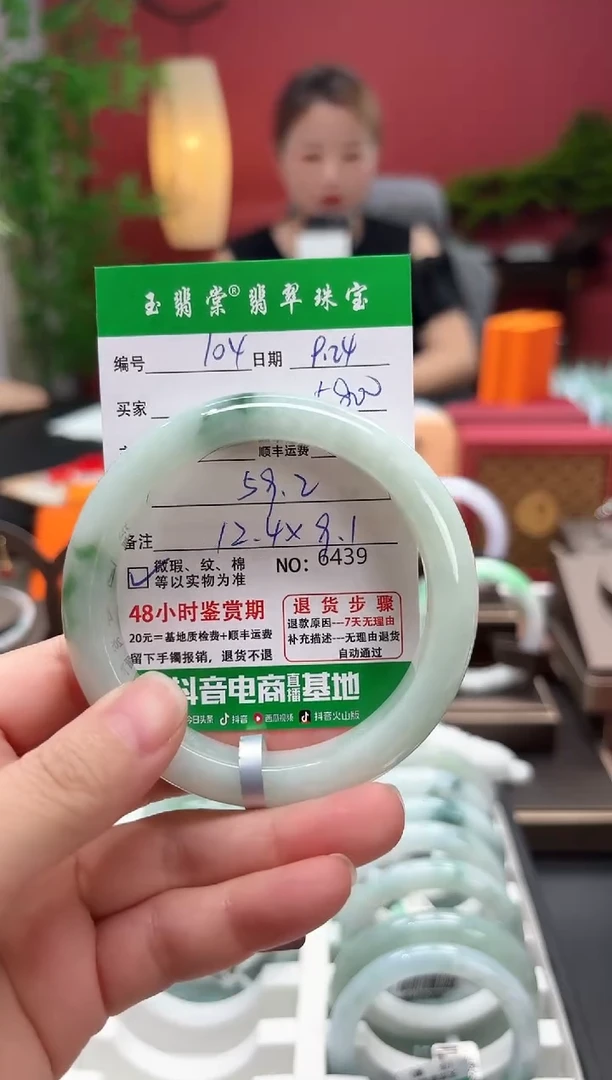 玉翡棠® 翡翠珠宝
编号 104 日期 9.24
买家
顺丰运费
58.2
备注 12.4×8.1
微瑕、纹、棉
等以实物为准
NO: 6439
48小时鉴赏期
20元=基地质检费+顺丰运费
留下手镯报销，退货不退
退货步骤
退款原因---7天无理由
补充描述---无理由退货
自动通过
抖音电商直播基地
今日头条 抖音 西瓜视频 抖音火山版